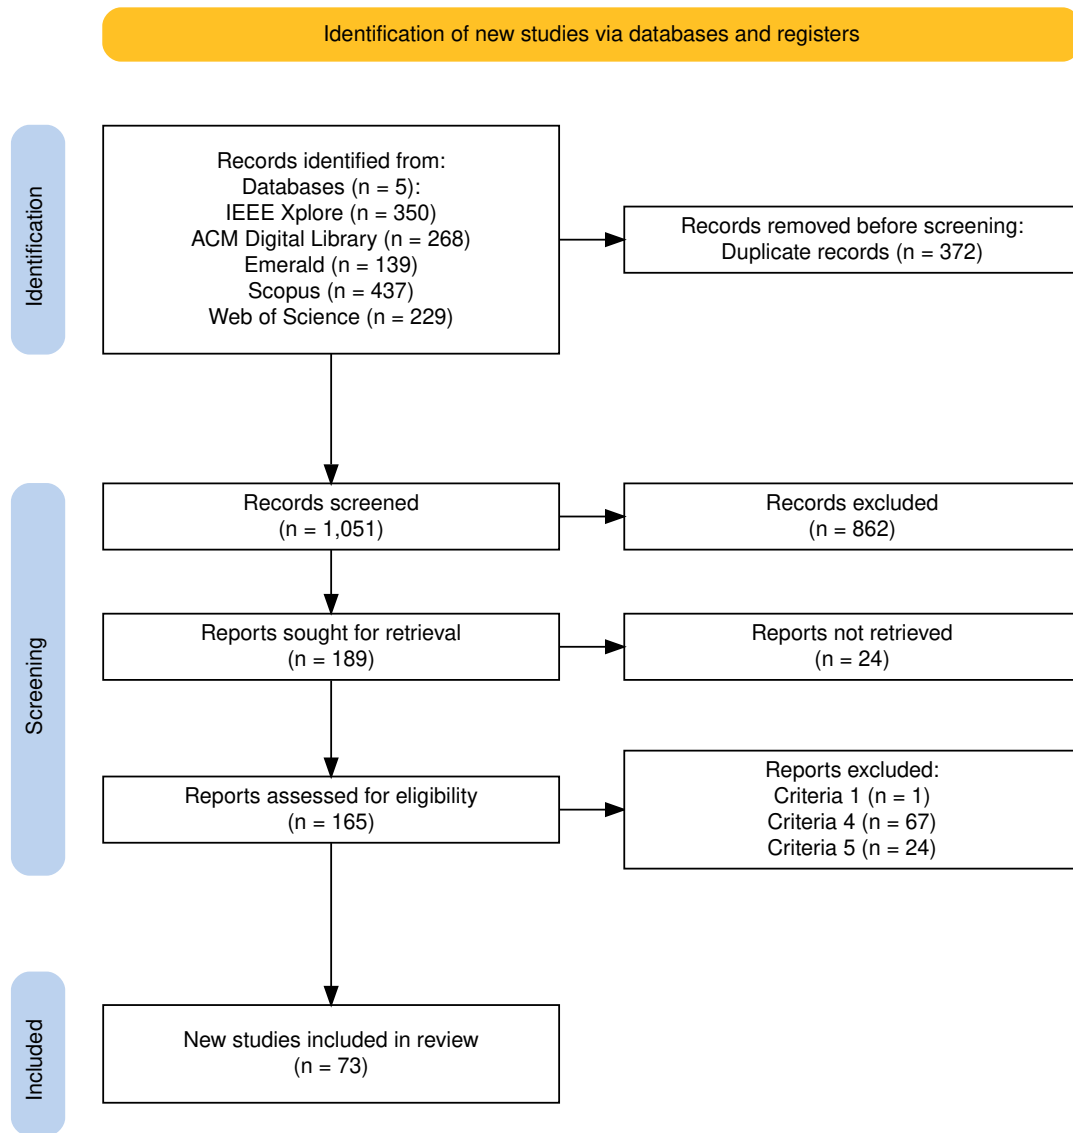 Identification of new studies via databases and registers
Identification
Records identified from:
Databases (n = 5):
IEEE Xplore (n = 350)
ACM Digital Library (n = 268)
Emerald (n = 139)
Scopus (n = 437)
Web of Science (n = 229)
Records removed before screening:
Duplicate records (n = 372)
Screening
Records screened
(n = 1,051)
Records excluded
(n = 862)
Reports sought for retrieval
(n = 189)
Reports not retrieved
(n = 24)
Reports assessed for eligibility
(n = 165)
Reports excluded:
Criteria 1 (n = 1)
Criteria 4 (n = 67)
Criteria 5 (n = 24)
Included
New studies included in review
(n = 73)